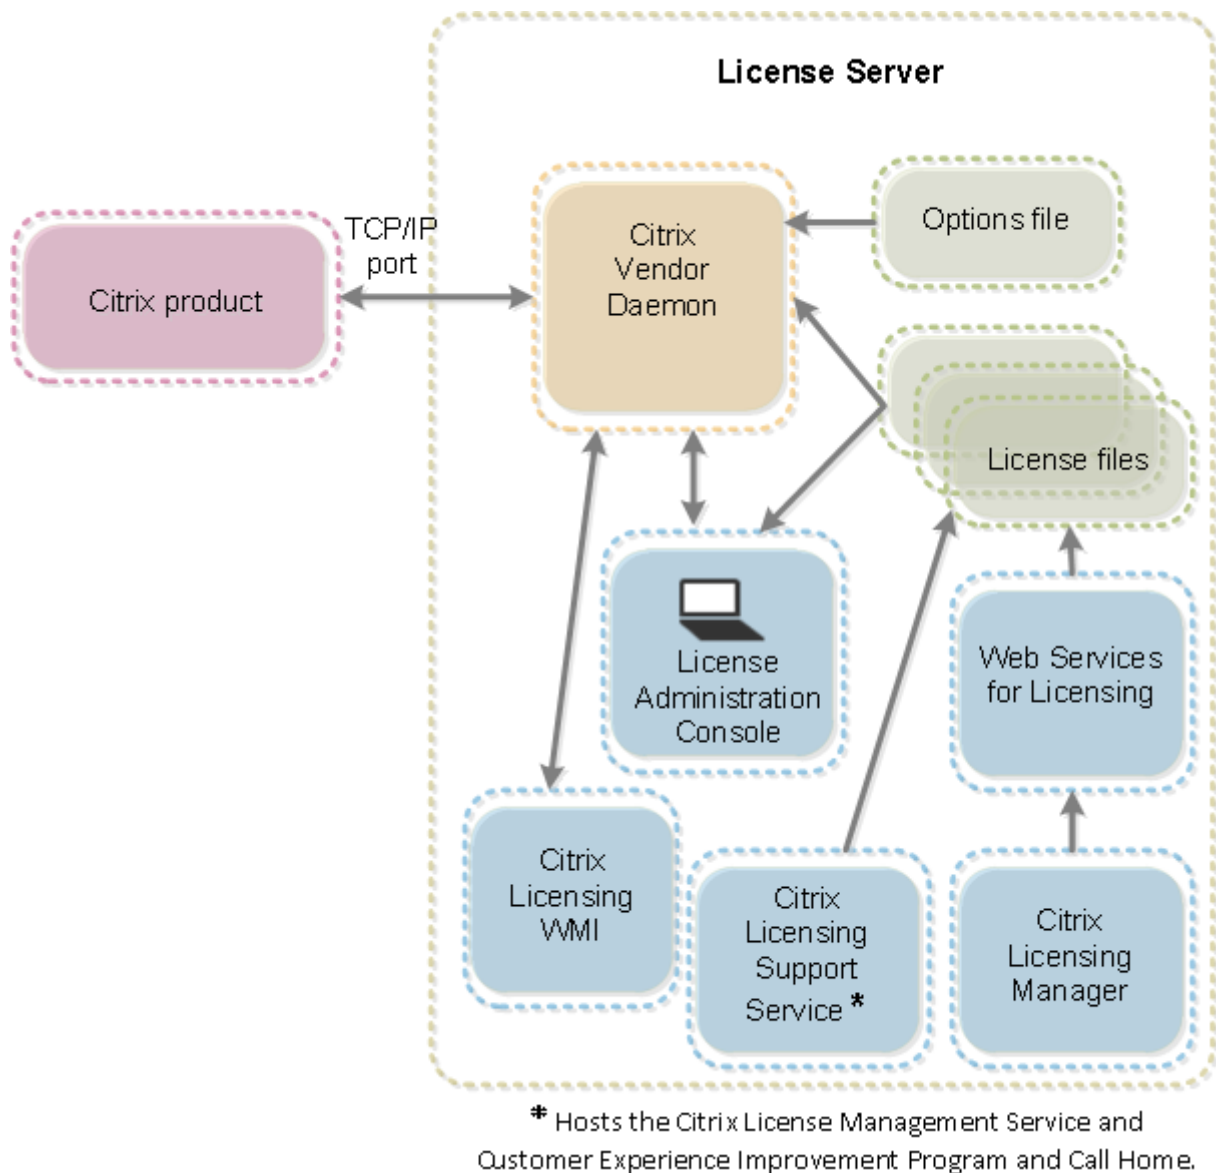 License Server
TCP/IP
port
Citrix product
Citrix
Vendor
Daemon
Options file
License files
License
Administration
Console
Web Services
for Licensing
Citrix
Licensing
WMI
Citrix
Licensing
Support
Service *
Citrix
Licensing
Manager
* Hosts the Citrix License Management Service and
Customer Experience Improvement Program and Call Home.